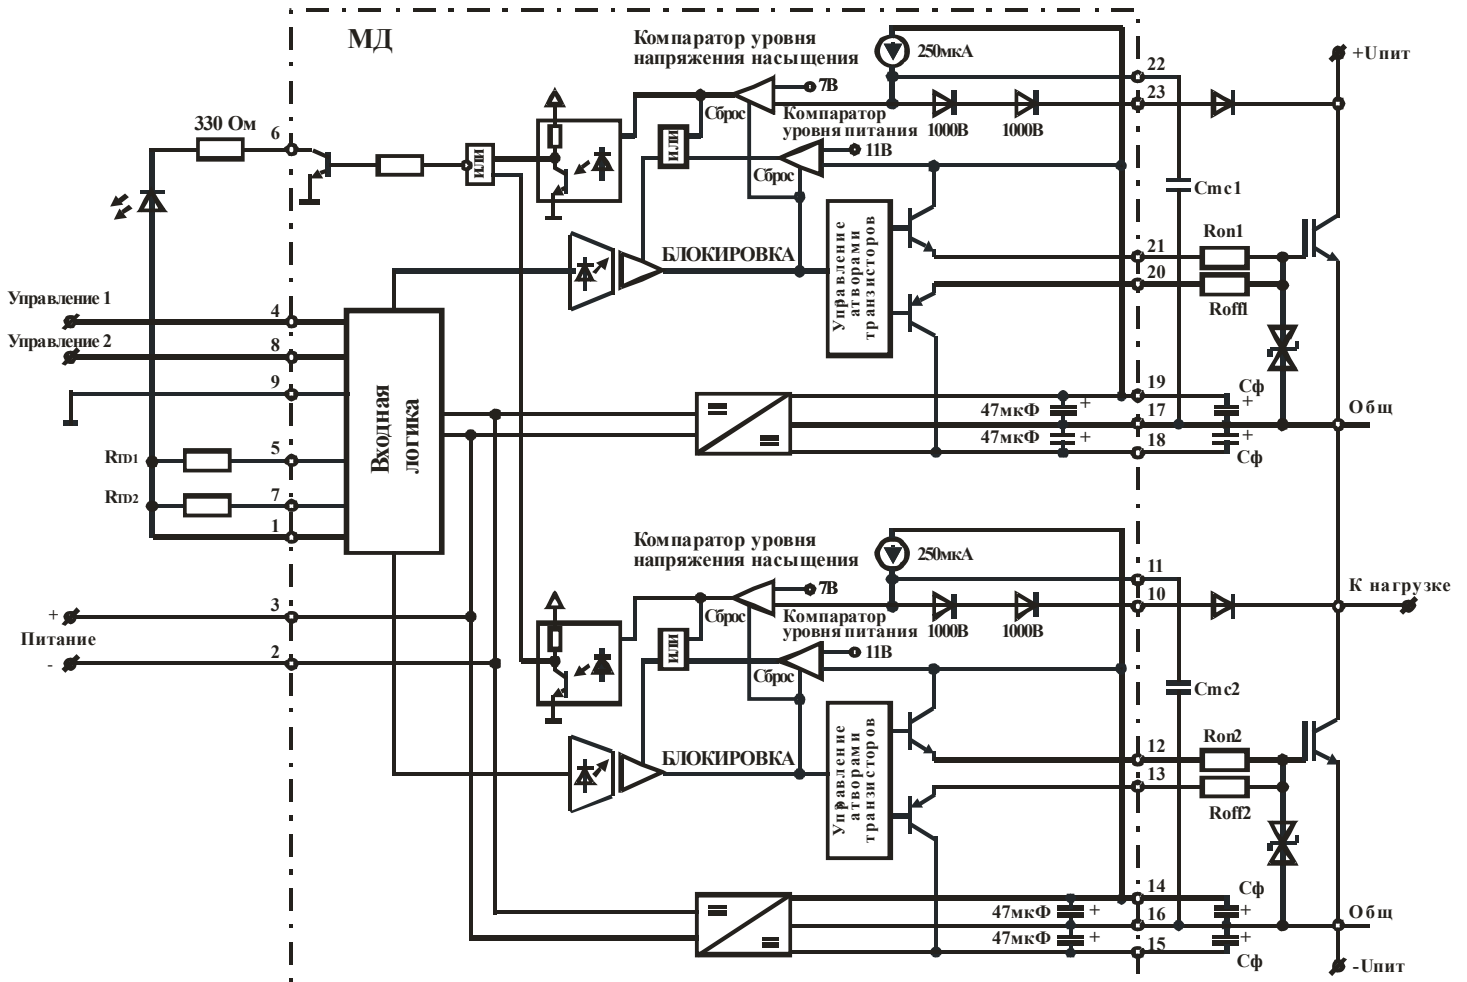 МД
Компаратор уровня
напряжения насыщения
250мкА
22
+Uпит
7В
23
Сброс
Компаратор
уровня питания
1000В
1000В
330 Ом
6
ИЛИ
ИЛИ
11В
Сброс
Cmc1
БЛОКИРОВКА
Управление
затворами
транзисторов
21
Ron1
20
Roff1
Управление 1
4
Управление 2
8
9
Входная
логика
19
Сф
+
47мкФ
+
17
Общ
47мкФ
+
18
+
Сф
RTD1
5
RTD2
7
1
Компаратор уровня
напряжения насыщения
250мкА
11
К нагрузке
7В
10
Сброс
Компаратор
уровня питания
1000В
1000В
+
3
Питание
-
2
ИЛИ
11В
Сброс
Cmc2
БЛОКИРОВКА
Управление
затворами
транзисторов
12
Ron2
13
Roff2
14
Сф
47мкФ
+
+
16
Общ
47мкФ
+
+
15
Сф
-Uпит